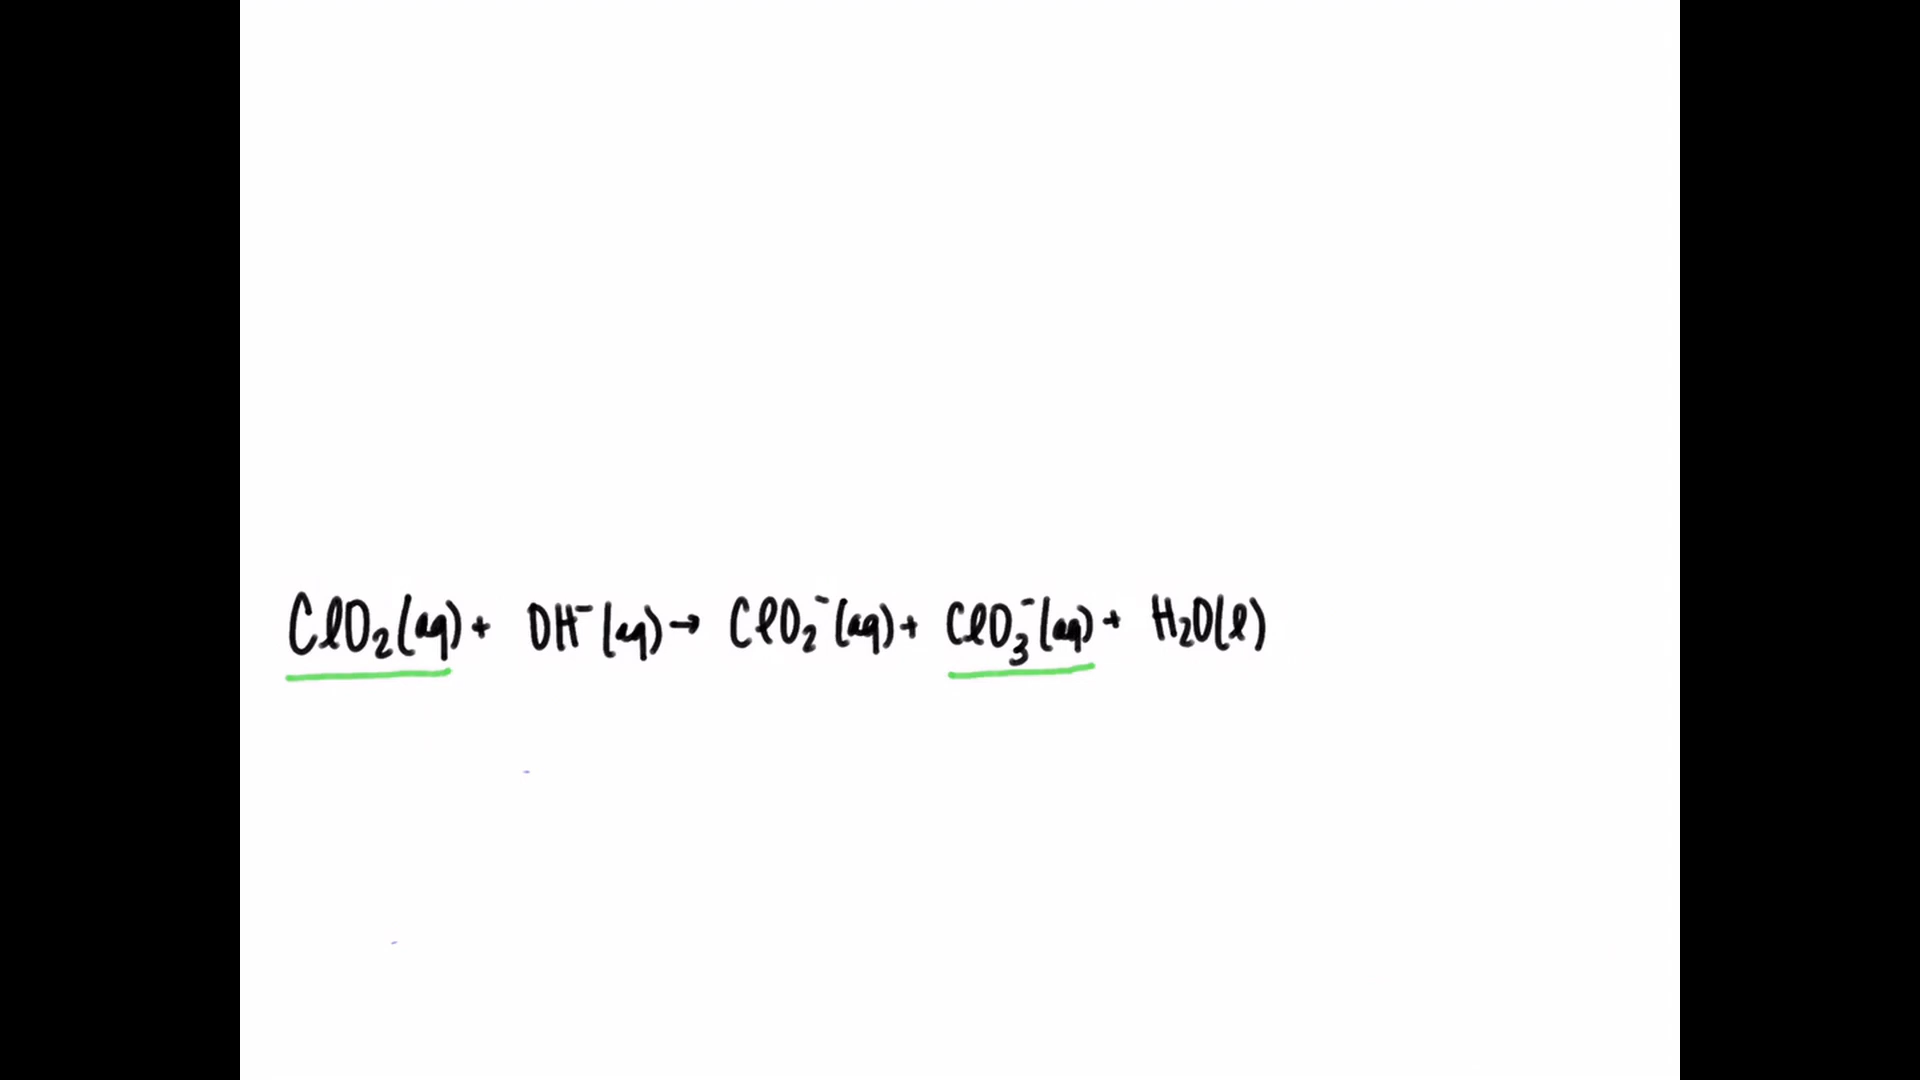 ClO₂(aq) + OH⁻(aq) → ClO₂⁻(aq) + ClO₃⁻(aq) + H₂O(l)